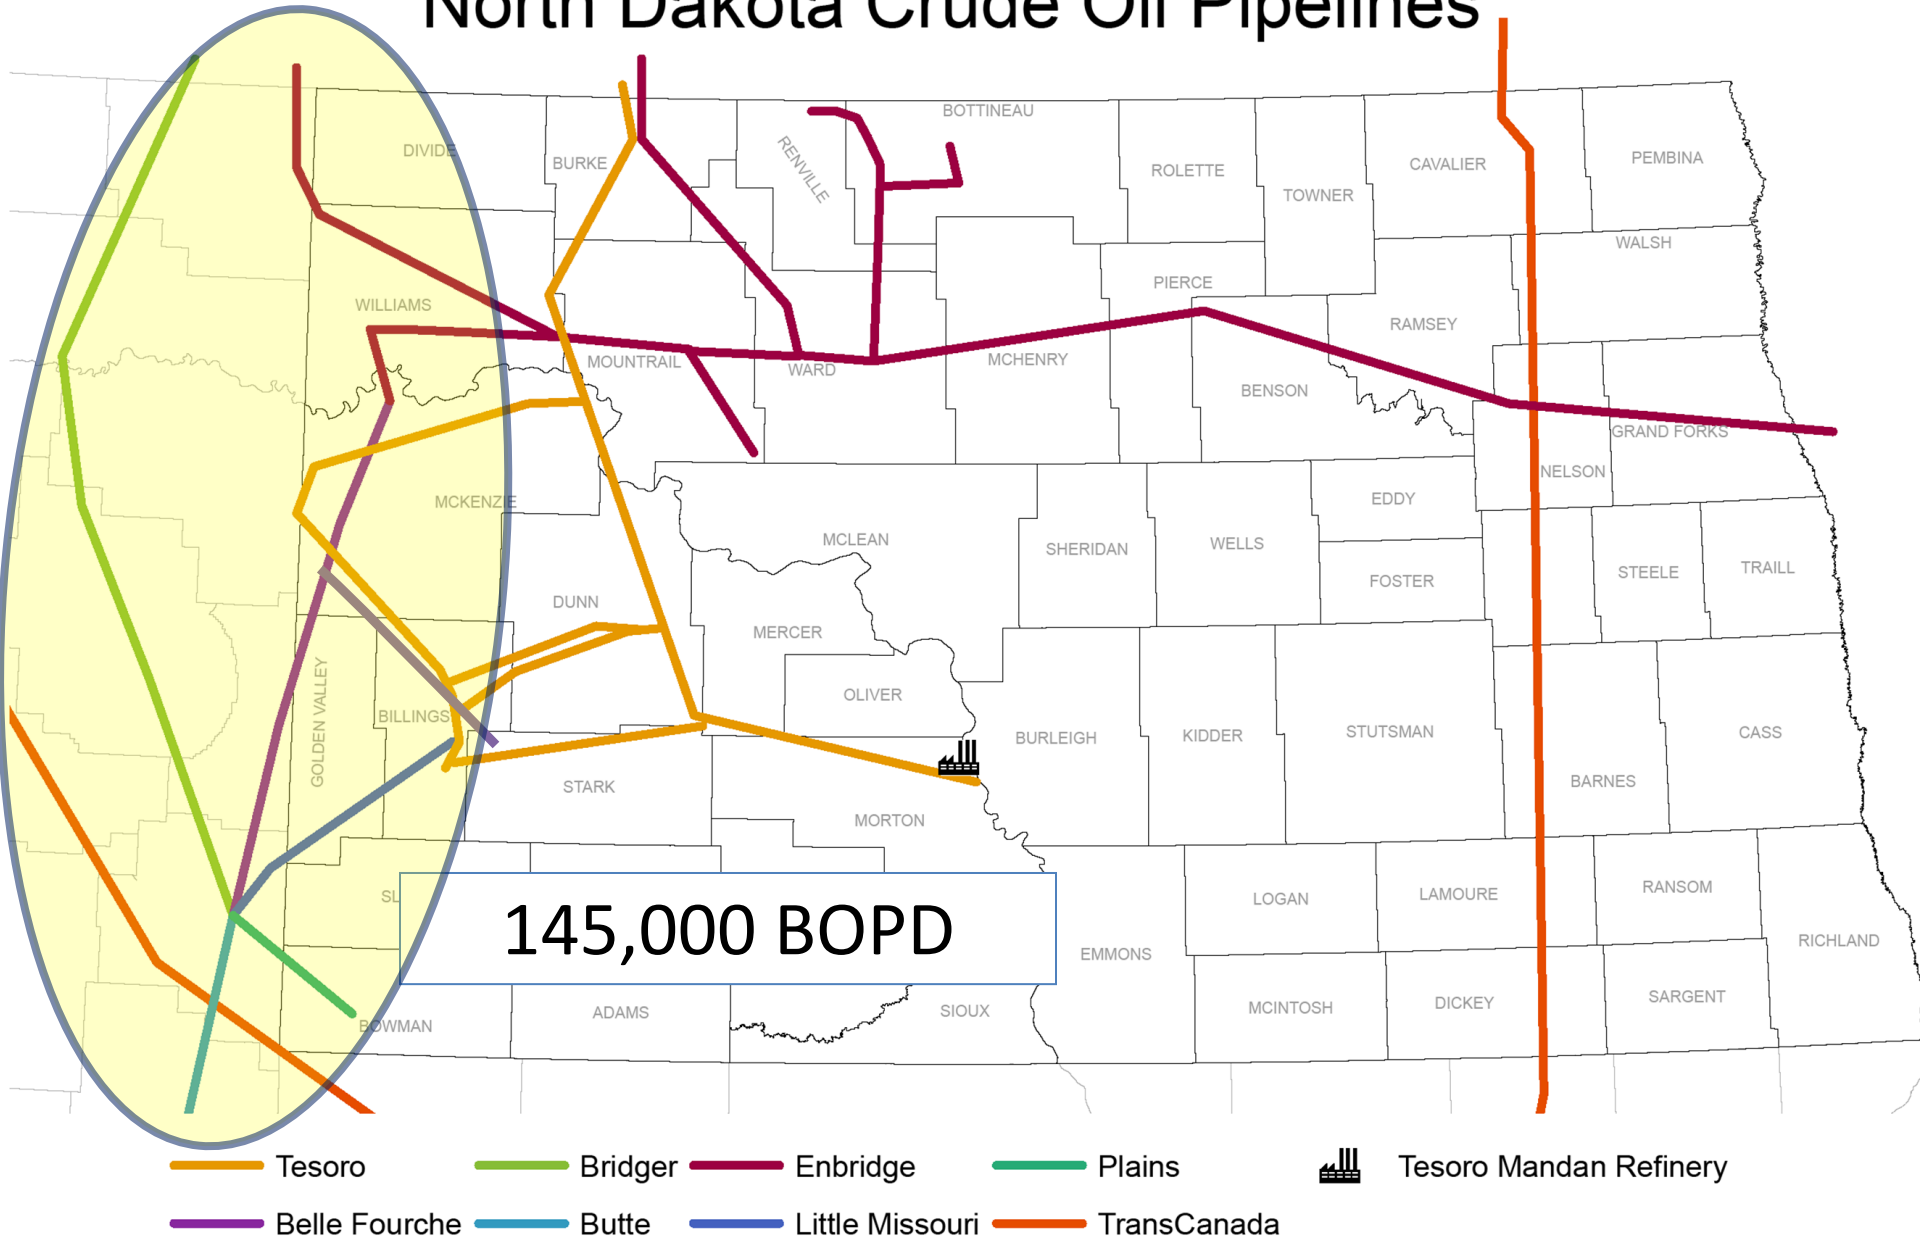 North Dakota Crude Oil Pipelines
BOTTINEAU
DIVIDE
BURKE
RENVILLE
ROLETTE
TOWNER
CAVALIER
PEMBINA
WALSH
WILLIAMS
PIERCE
RAMSEY
MOUNTRAIL
WARD
MCHENRY
BENSON
GRAND FORKS
NELSON
MCKENZIE
EDDY
MCLEAN
SHERIDAN
WELLS
FOSTER
STEELE
TRAILL
DUNN
MERCER
OLIVER
GOLDEN VALLEY
BILLINGS
BURLEIGH
KIDDER
STUTSMAN
CASS
STARK
BARNES
MORTON
SL
145,000 BOPD
LOGAN
LAMOURE
RANSOM
EMMONS
RICHLAND
BOWMAN
ADAMS
SIOUX
MCINTOSH
DICKEY
SARGENT
Tesoro
Bridger
Enbridge
Plains
Tesoro Mandan Refinery
Belle Fourche
Butte
Little Missouri
TransCanada